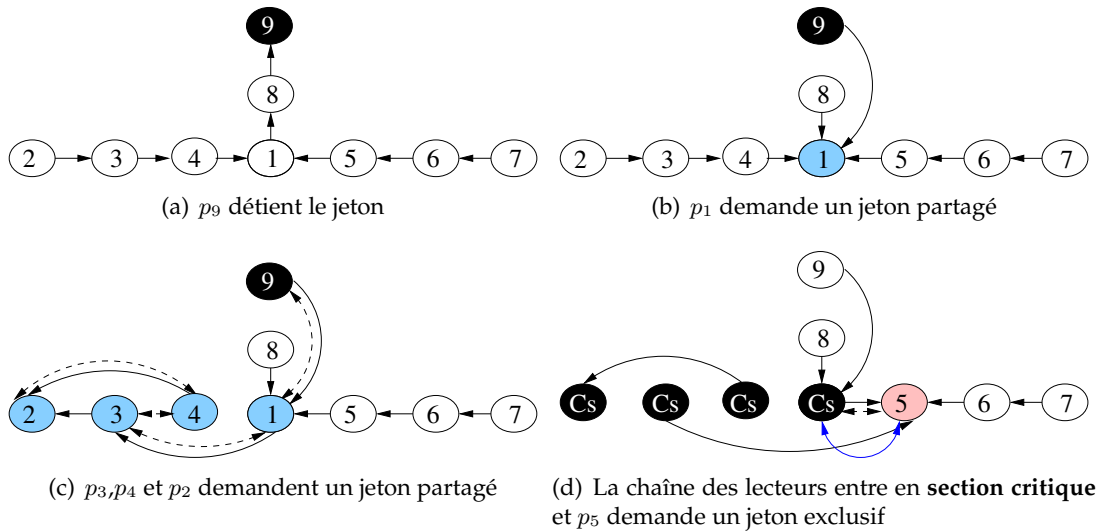 9 9
8 8
2 3 4 1 5 6 7 2 3 4 1 5 6 7
(a) p₉ détient le jeton
(b) p₁ demande un jeton partagé
9 9
8 8
2 3 4 1 5 6 7 Cs Cs Cs Cs 5 6 7
(c) p₃,p₄ et p₂ demandent un jeton partagé
(d) La chaîne des lecteurs entre en section critique
et p₅ demande un jeton exclusif